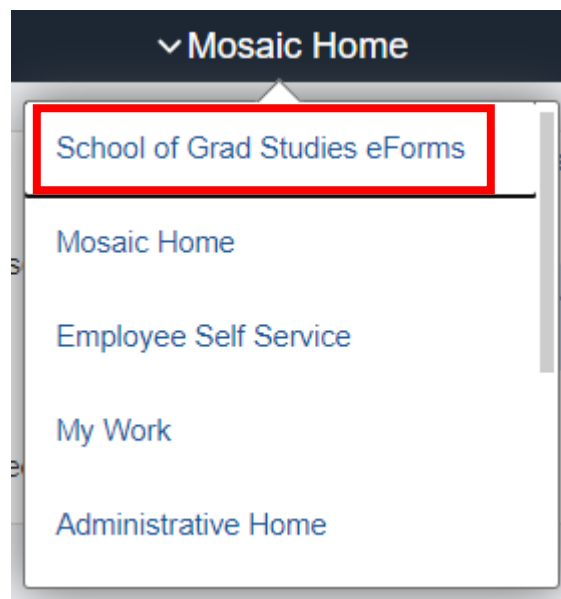 Mosaic Home
School of Grad Studies eForms
Mosaic Home
Employee Self Service
My Work
Administrative Home